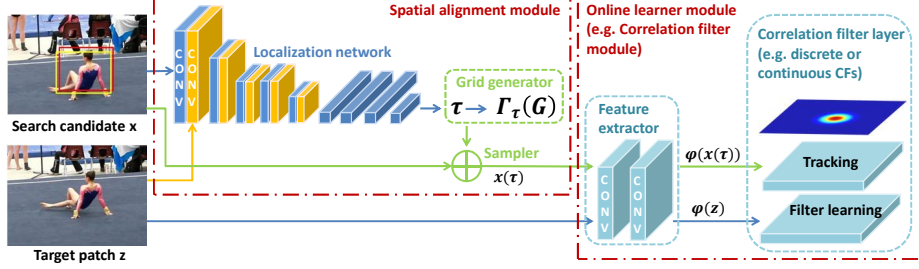 Spatial alignment module
Online learner module
(e.g. Correlation filter
module)
Correlation filter layer
(e.g. discrete or
continuous CFs)
CONV
CONV
Localization network
Grid generator
τ → Γτ(G)
Search candidate x
Sampler
x(τ)
Feature
extractor
CONV
CONV
φ(x(τ))
φ(z)
Tracking
Filter learning
Target patch z